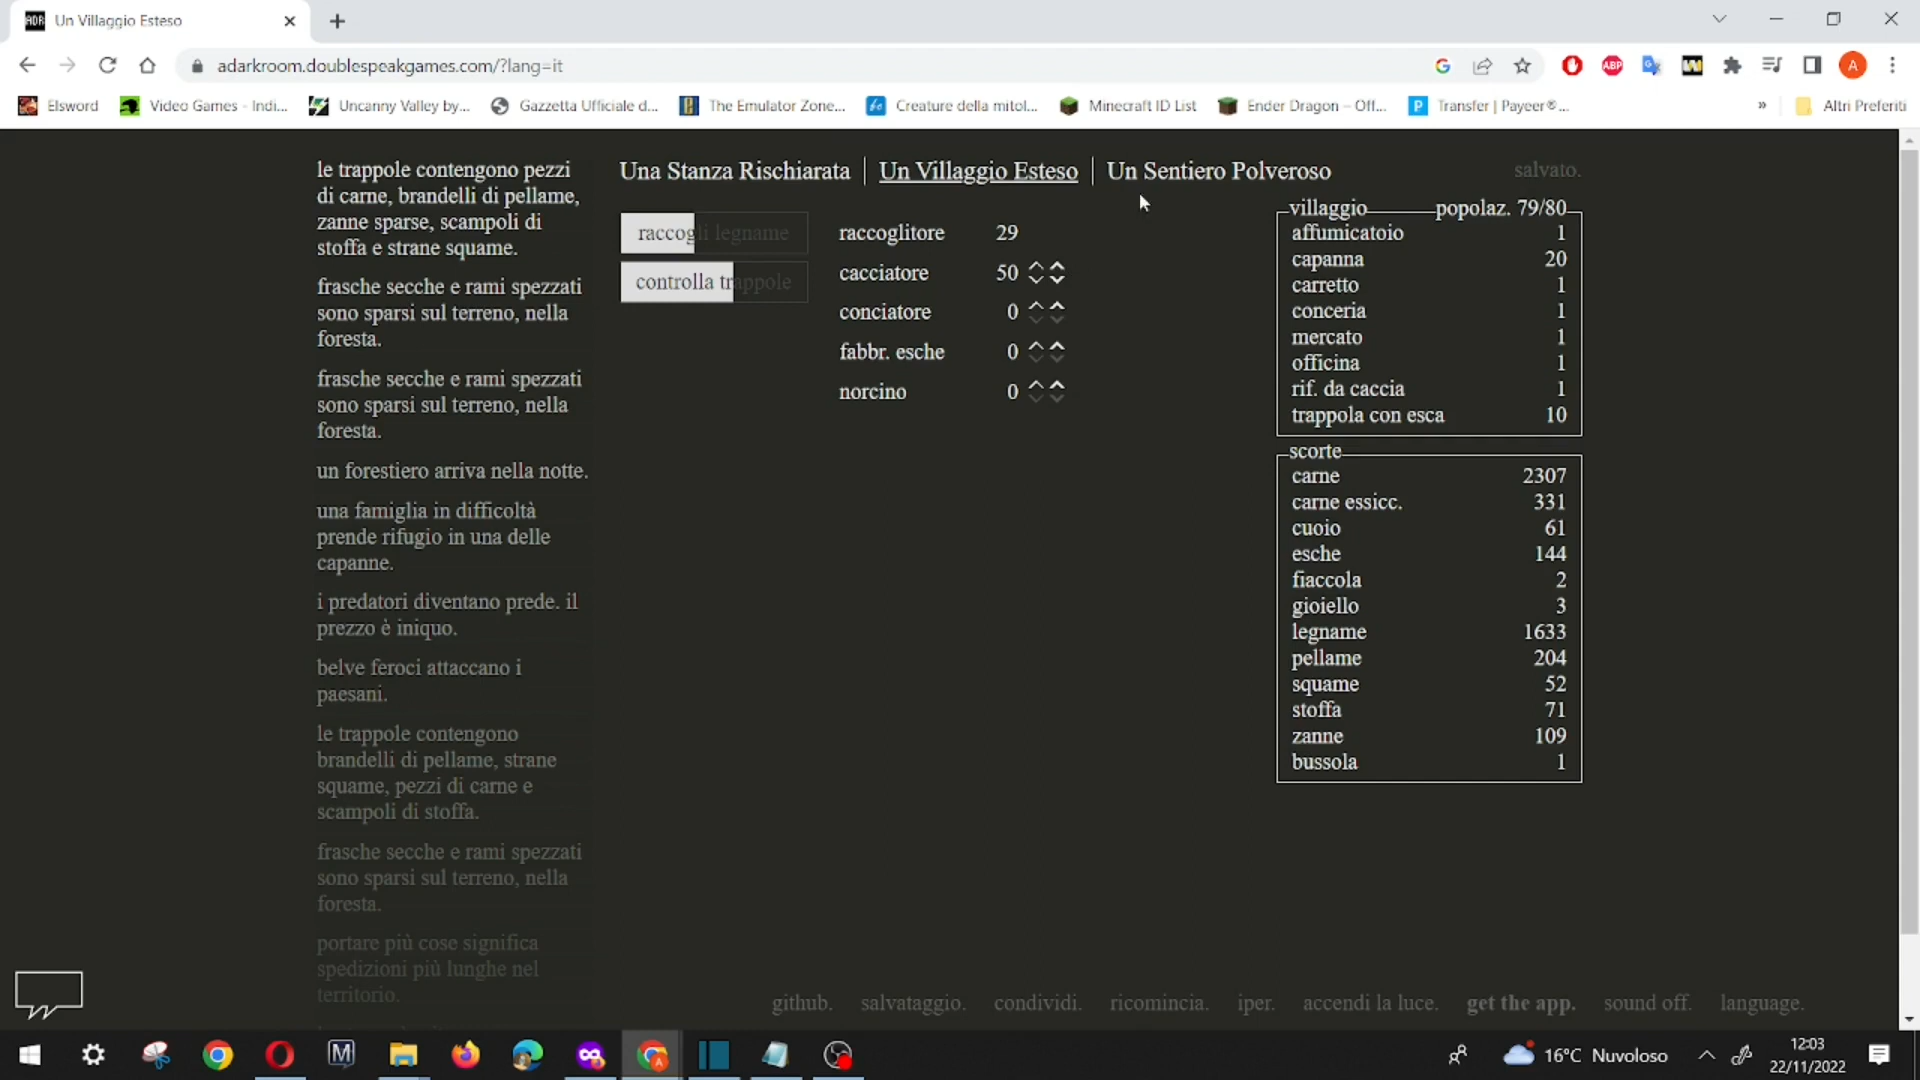 Un Villaggio Esteso
adarkroom.doublespeakgames.com/?lang=it
Elsword
Video Games - Indi...
Uncanny Valley by...
Gazzetta Ufficiale d...
The Emulator Zone...
Creature della mitol...
Minecraft ID List
Ender Dragon – Off...
Transfer | Payeer®...
»
Altri Preferiti
le trappole contengono pezzi
di carne, brandelli di pellame,
zanne sparse, scampoli di
stoffa e strane squame.
frasche secche e rami spezzati
sono sparsi sul terreno, nella
foresta.
frasche secche e rami spezzati
sono sparsi sul terreno, nella
foresta.
un forestiero arriva nella notte.
una famiglia in difficoltà
prende rifugio in una delle
capanne.
i predatori diventano prede. il
prezzo è iniquo.
belve feroci attaccano i
paesani.
le trappole contengono
brandelli di pellame, strane
squame, pezzi di carne e
scampoli di stoffa.
frasche secche e rami spezzati
sono sparsi sul terreno, nella
foresta.
portare più cose significa
spedizioni più lunghe nel
territorio.
Una Stanza Rischiarata | Un Villaggio Esteso | Un Sentiero Polveroso
salvato.
raccogli legname
controlla trappole
raccoglitore 29
cacciatore 50
conciatore 0
fabbr. esche 0
norcino 0
villaggio popolaz. 79/80
affumicatoio 1
capanna 20
carretto 1
conceria 1
mercato 1
officina 1
rif. da caccia 1
trappola con esca 10
scorte
carne 2307
carne essicc. 331
cuoio 61
esche 144
fiaccola 2
gioiello 3
legname 1633
pellame 204
squame 52
stoffa 71
zanne 109
bussola 1
github. salvataggio. condividi. ricomincia. iper. accendi la luce. get the app. sound off. language.
16°C Nuvoloso
12:03
22/11/2022